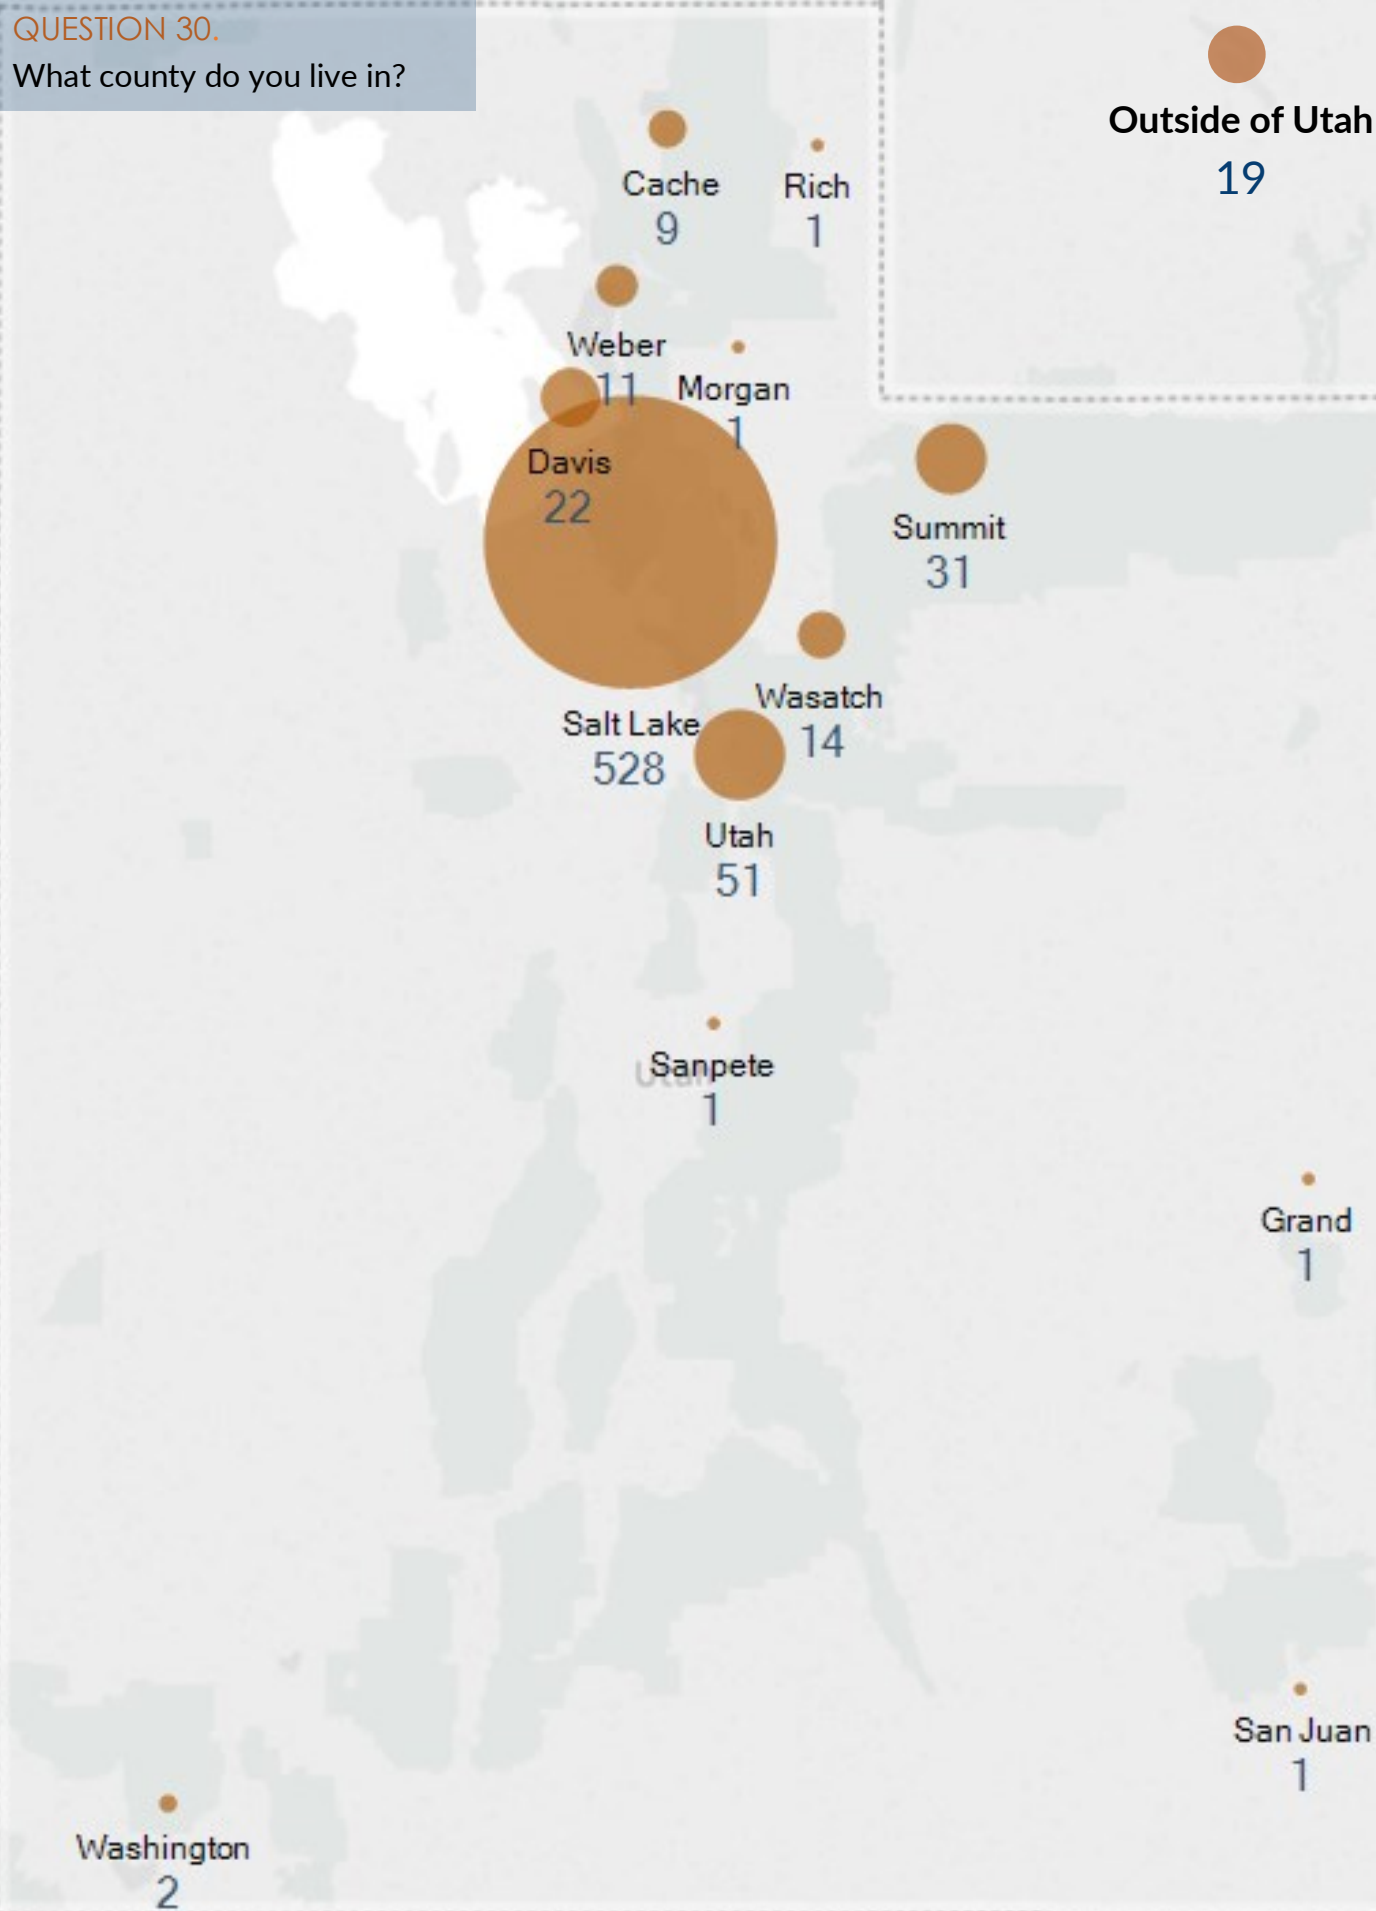 QUESTION 30.
What county do you live in?
Outside of Utah
19
Cache
9
Rich
1
Weber
11
Morgan
1
Davis
22
Summit
31
Wasatch
14
Salt Lake
528
Utah
51
Utah
Sanpete
1
Grand
1
San Juan
1
Washington
2